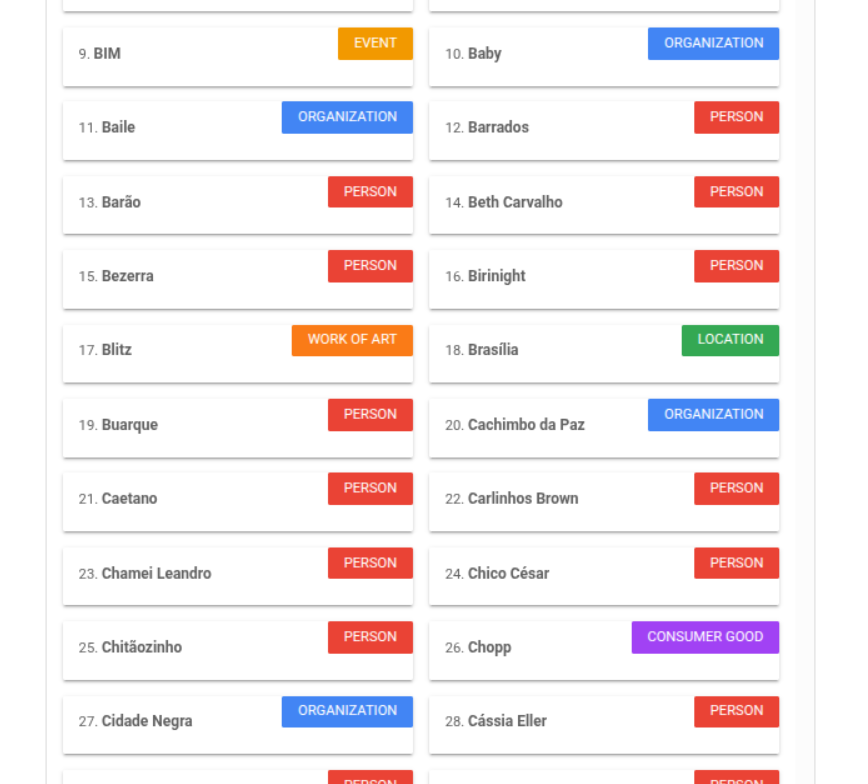 9. BIM EVENT
10. Baby ORGANIZATION
11. Baile ORGANIZATION
12. Barrados PERSON
13. Barão PERSON
14. Beth Carvalho PERSON
15. Bezerra PERSON
16. Birinight PERSON
17. Blitz WORK OF ART
18. Brasília LOCATION
19. Buarque PERSON
20. Cachimbo da Paz ORGANIZATION
21. Caetano PERSON
22. Carlinhos Brown PERSON
23. Chamei Leandro PERSON
24. Chico César PERSON
25. Chitãozinho PERSON
26. Chopp CONSUMER GOOD
27. Cidade Negra ORGANIZATION
28. Cássia Eller PERSON
PERSON
PERSON